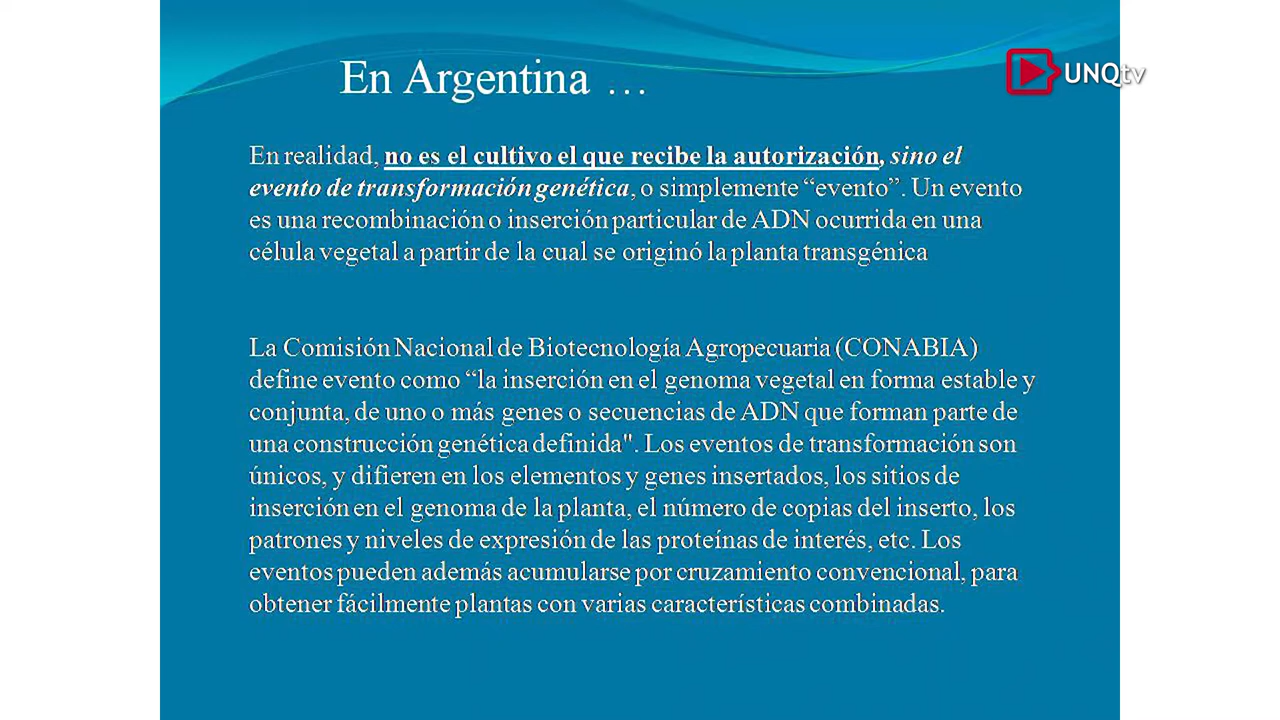 En Argentina ...
UNQtv
En realidad, no es el cultivo el que recibe la autorización, sino el
evento de transformación genética, o simplemente “evento”. Un evento
es una recombinación o inserción particular de ADN ocurrida en una
célula vegetal a partir de la cual se originó la planta transgénica
La Comisión Nacional de Biotecnología Agropecuaria (CONABIA)
define evento como “la inserción en el genoma vegetal en forma estable y
conjunta, de uno o más genes o secuencias de ADN que forman parte de
una construcción genética definida". Los eventos de transformación son
únicos, y difieren en los elementos y genes insertados, los sitios de
inserción en el genoma de la planta, el número de copias del inserto, los
patrones y niveles de expresión de las proteínas de interés, etc. Los
eventos pueden además acumularse por cruzamiento convencional, para
obtener fácilmente plantas con varias características combinadas.